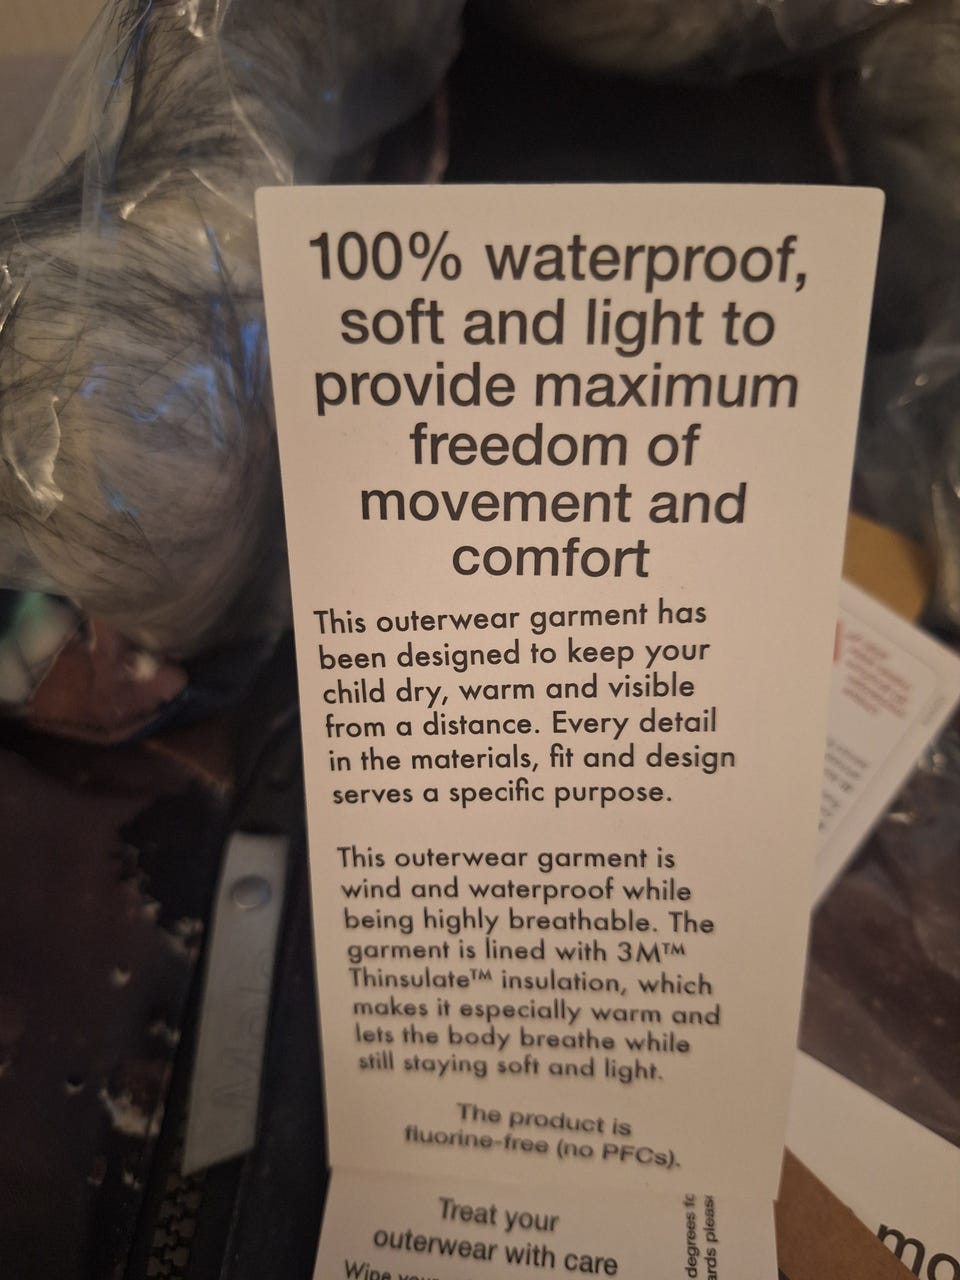 100% waterproof,
soft and light to
provide maximum
freedom of
movement and
comfort
This outerwear garment has
been designed to keep your
child dry, warm and visible
from a distance. Every detail
in the materials, fit and design
serves a specific purpose.
This outerwear garment is
wind and waterproof while
being highly breathable. The
garment is lined with 3M™
Thinsulate™ insulation, which
makes it especially warm and
lets the body breathe while
still staying soft and light.
The product is
fluorine-free (no PFCs).
Treat your
outerwear with care
Wipe
degrees
mo